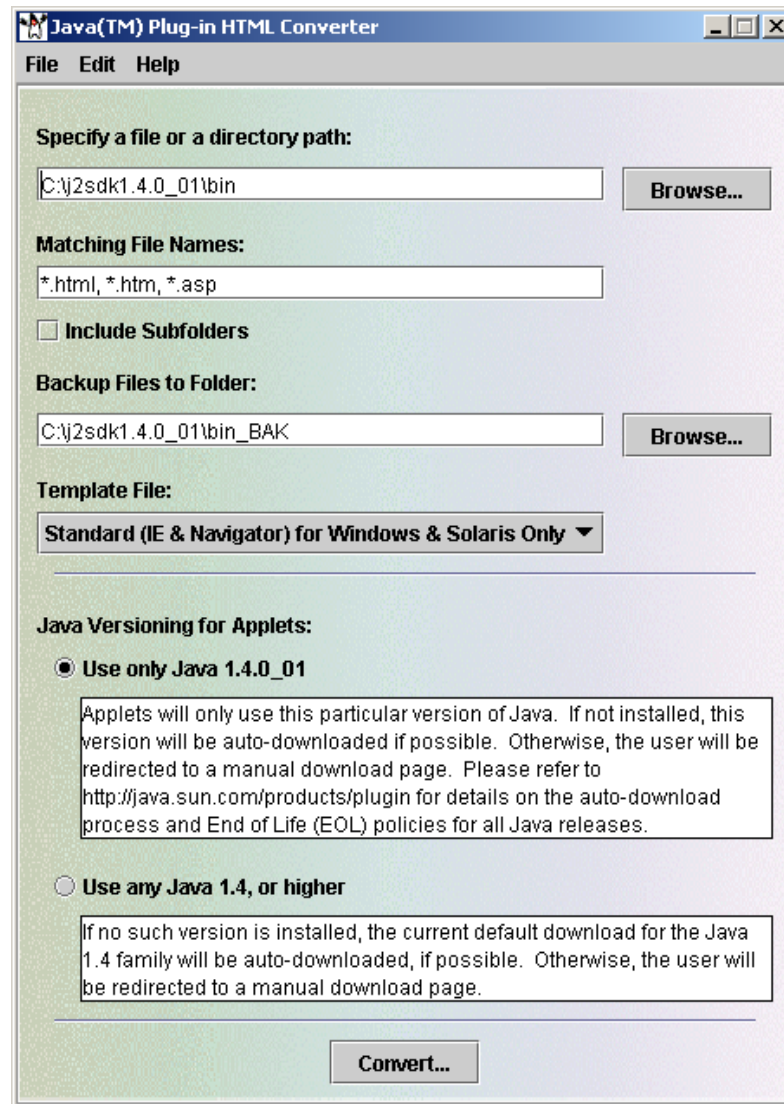 Java(TM) Plug-in HTML Converter
File Edit Help
Specify a file or a directory path:
C:\j2sdk1.4.0_01\bin
Browse...
Matching File Names:
*.html, *.htm, *.asp
Include Subfolders
Backup Files to Folder:
C:\j2sdk1.4.0_01\bin_BAK
Browse...
Template File:
Standard (IE & Navigator) for Windows & Solaris Only
Java Versioning for Applets:
Use only Java 1.4.0_01
Applets will only use this particular version of Java. If not installed, this
version will be auto-downloaded if possible. Otherwise, the user will be
redirected to a manual download page. Please refer to
http://java.sun.com/products/plugin for details on the auto-download
process and End of Life (EOL) policies for all Java releases.
Use any Java 1.4, or higher
If no such version is installed, the current default download for the Java
1.4 family will be auto-downloaded, if possible. Otherwise, the user will
be redirected to a manual download page.
Convert...